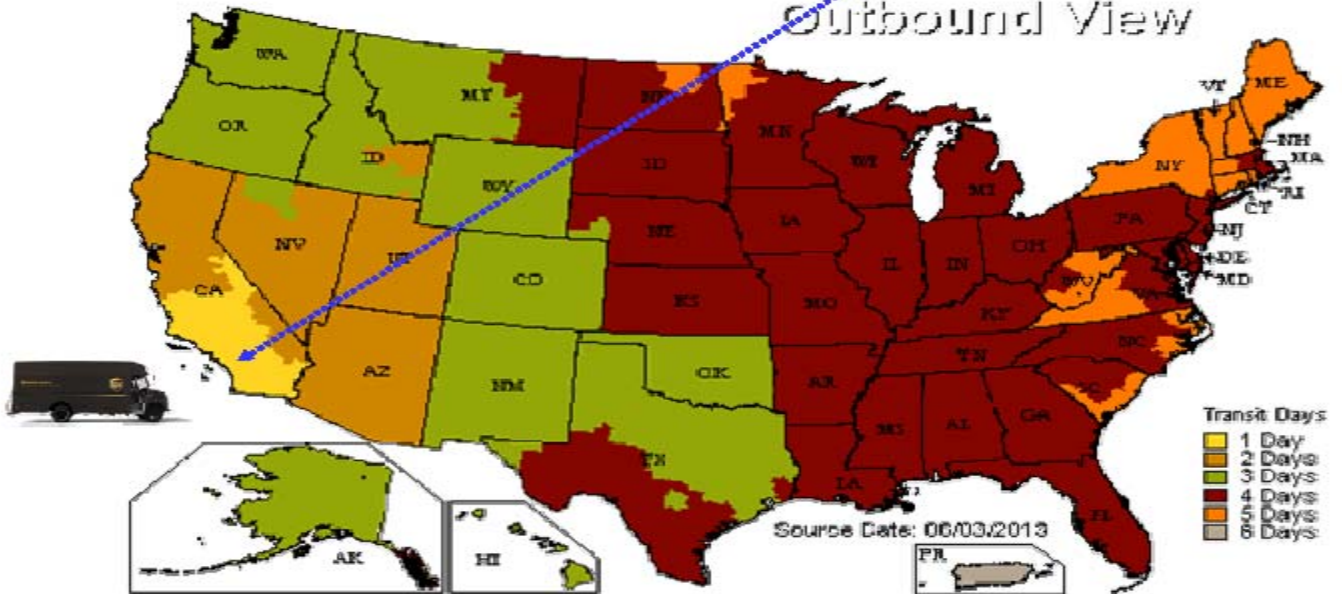 Outbound View
WA
OR
MT
ID
WY
ND
SD
NE
MN
WI
MI
IA
NV
UT
CA
CO
KS
AZ
NM
OK
TX
MO
IL
IN
OH
KY
TN
AR
MS
AL
GA
LA
FL
SC
NC
VA
WV
PA
NY
VT
ME
NH
MA
RI
CT
NJ
DE
MD
AK
HI
PR
Source Date: 06/03/2013
Transit Days
1 Day
2 Days
3 Days
4 Days
5 Days
6 Days